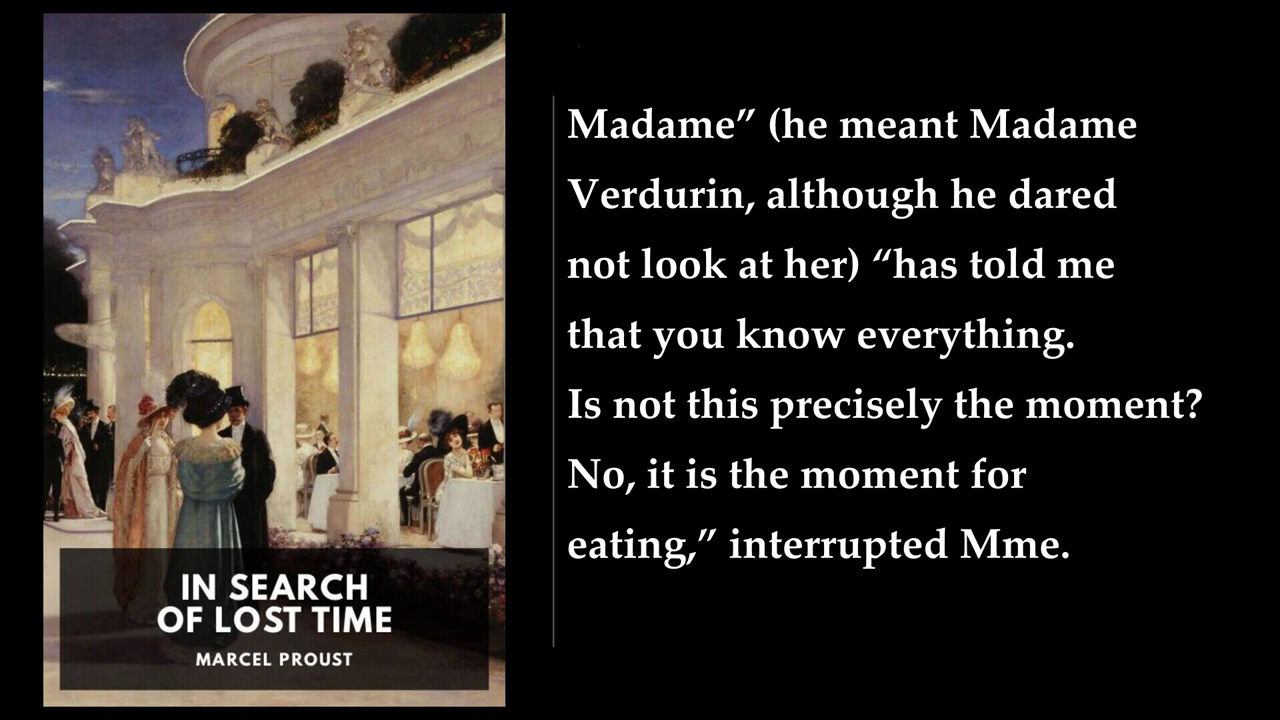 IN SEARCH
OF LOST TIME
MARCEL PROUST
Madame” (he meant Madame
Verdurin, although he dared
not look at her) “has told me
that you know everything.
Is not this precisely the moment?
No, it is the moment for
eating,” interrupted Mme.